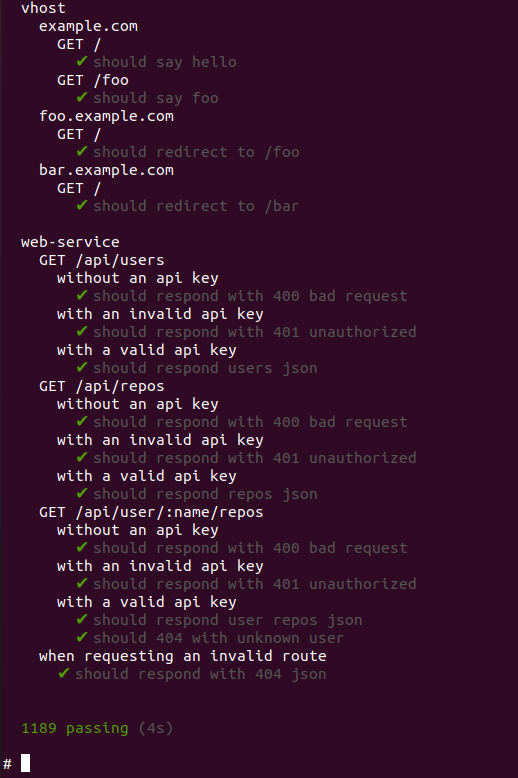 vhost
example.com
GET /
✔ should say hello
GET /foo
✔ should say foo
foo.example.com
GET /
✔ should redirect to /foo
bar.example.com
GET /
✔ should redirect to /bar
web-service
GET /api/users
without an api key
✔ should respond with 400 bad request
with an invalid api key
✔ should respond with 401 unauthorized
with a valid api key
✔ should respond users json
GET /api/repos
without an api key
✔ should respond with 400 bad request
with an invalid api key
✔ should respond with 401 unauthorized
with a valid api key
✔ should respond repos json
GET /api/user/:name/repos
without an api key
✔ should respond with 400 bad request
with an invalid api key
✔ should respond with 401 unauthorized
with a valid api key
✔ should respond user repos json
✔ should 404 with unknown user
when requesting an invalid route
✔ should respond with 404 json
1189 passing (4s)
#